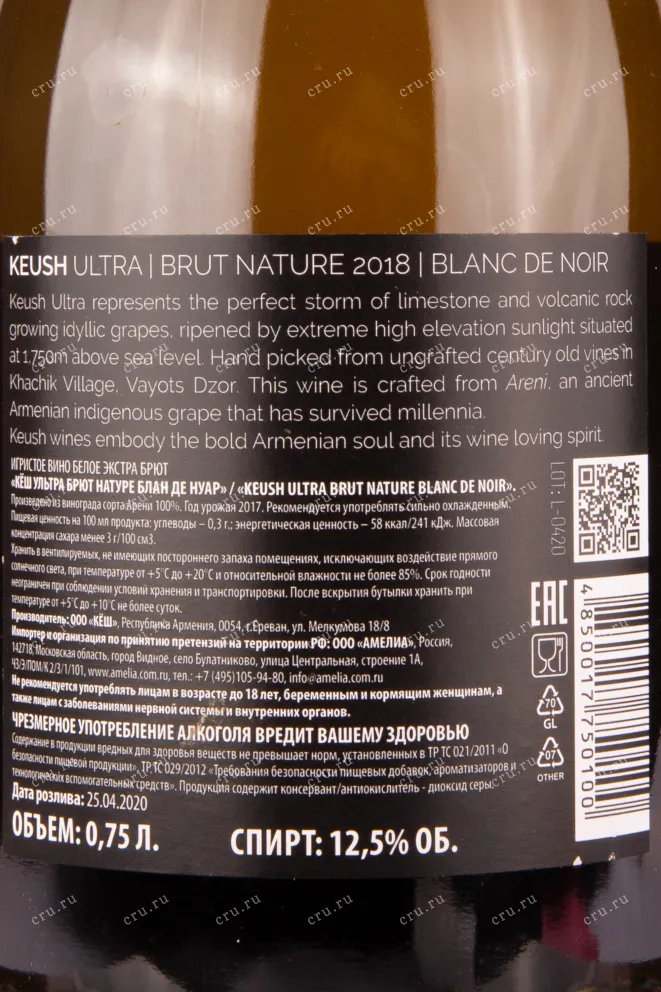 KEUSH ULTRA | BRUT NATURE 2018 | BLANC DE NOIR
Keush Ultra represents the perfect storm of limestone and volcanic rock
growing idyllic grapes, ripened by extreme high elevation sunlight situated
at 1.750m above sea level. Hand picked from ungrafted century old vines in
Khachik Village, Vayots Dzor. This wine is crafted from Areni, an ancient
Armenian indigenous grape that has survived millennia.
Keush wines embody the bold Armenian soul and its wine loving spirit.
ИГРИСТОЕ ВИНО БЕЛОЕ ЭКСТРА БРЮТ
«КЁШ УЛЬТРА БРЮТ НАТУРЕ БЛАН ДЕ НУАР» / «KEUSH ULTRA BRUT NATURE BLANC DE NOIR».
Произведено из винограда сорта Арени 100%. Год урожая 2017. Рекомендуется употреблять сильно охлажденным.
Пищевая ценность на 100 мл продукта: углеводы – 0,3 г.; энергетическая ценность – 58 ккал/241 кДж. Массовая
концентрация сахара менее 3 г/100 см3.
Хранить в вентилируемых, не имеющих постороннего запаха помещениях, исключающих воздействие прямого
солнечного света, при температуре от +5˚С до +20˚С и относительной влажности не более 85%. Срок годности
неограничен при соблюдении условий хранения и транспортировки. После вскрытия бутылки хранить при
температуре от +5˚С до +10˚С не более суток.
Производитель: ООО «КЁШ», Республика Армения, 0054, г.Ереван, ул. Мелкумова 18/8
Импортер и организация по принятию претензий на территории РФ: ООО «АМЕЛИА», Россия,
142718, Московская область, город Видное, село Булатниково, улица Центральная, строение 1А,
ЧЗ/Э/ПОМ/К 2/3/1/101, www.amelia.com.ru, тел.: +7 (495)105-94-80, info@amelia.com.ru
Не рекомендуется употреблять лицам в возрасте до 18 лет, беременным и кормящим женщинам, а
также лицам с заболеваниями нервной системы и внутренних органов.
ЧРЕЗМЕРНОЕ УПОТРЕБЛЕНИЕ АЛКОГОЛЯ ВРЕДИТ ВАШЕМУ ЗДОРОВЬЮ
Содержание в продукции вредных для здоровья веществ не превышает норм, установленных в ТР ТС 021/2011 «О
безопасности пищевой продукции», ТР ТС 029/2012 «Требования безопасности пищевых добавок, ароматизаторов и
технологических вспомогательных средств». Продукция содержит консервант/антиокислитель - диоксид серы.
Дата розлива: 25.04.2020
ОБЪЕМ: 0,75 Л.
СПИРТ: 12,5% ОБ.
LOT: L-0420
EAC
70
GL
07
OTHER
4 850017 750100
cru.ru